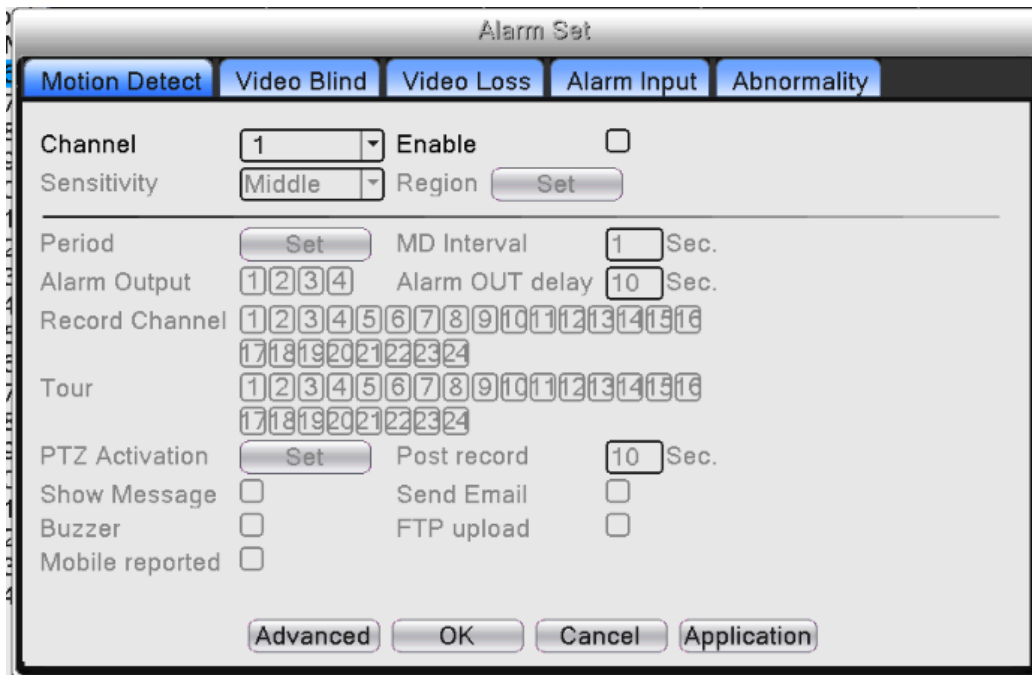 Alarm Set
Motion Detect Video Blind Video Loss Alarm Input Abnormality
Channel 1 Enable
Sensitivity Middle Region Set
Period Set MD Interval 1 Sec.
Alarm Output 1 2 3 4 Alarm OUT delay 10 Sec.
Record Channel 1 2 3 4 5 6 7 8 9 10 11 12 13 14 15 16
17 18 19 20 21 22 23 24
Tour 1 2 3 4 5 6 7 8 9 10 11 12 13 14 15 16
17 18 19 20 21 22 23 24
PTZ Activation Set Post record 10 Sec.
Show Message Send Email
Buzzer FTP upload
Mobile reported
Advanced OK Cancel Application